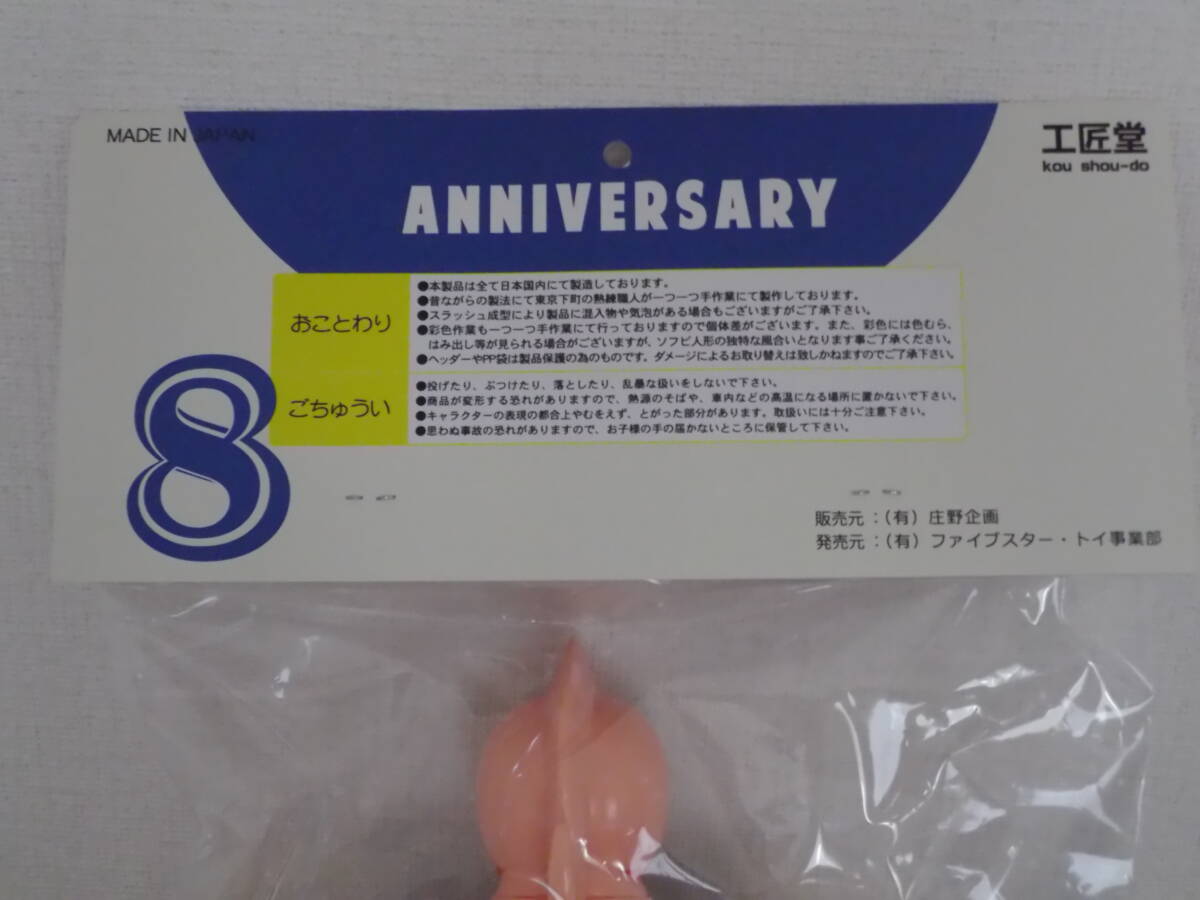 MADE IN JAPAN
工匠堂
kou shou-do
ANNIVERSARY
おことわり
●本製品は全て日本国内にて製造しております。
●昔ながらの製法にて東京下町の熟練職人が一つ一つ手作業にて製作しております。
●スラッシュ成型により製品に混入物や気泡がある場合もございますがご了承下さい。
●彩色作業も一つ一つ手作業にて行っておりますので個体差がございます。また、彩色には色むら、
はみ出し等が見られる場合がございますが、ソフビ人形の独特な風合いとなります事ご了承ください。
●ヘッダーやPP袋は製品保護の為のものです。ダメージによるお取り替えは致しかねますのでご了承下さい。
ごちゅうい
●投げたり、ぶつけたり、落としたり、乱暴な扱いをしないで下さい。
●商品が変形する恐れがありますので、熱源のそばや、車内などの高温になる場所に置かないで下さい。
●キャラクターの表現の都合上やむをえず、とがった部分があります。取扱いには十分ご注意下さい。
●思わぬ事故の恐れがありますので、お子様の手の届かないところに保管して下さい。
8
販売元：（有）庄野企画
発売元：（有）ファイブスター・トイ事業部